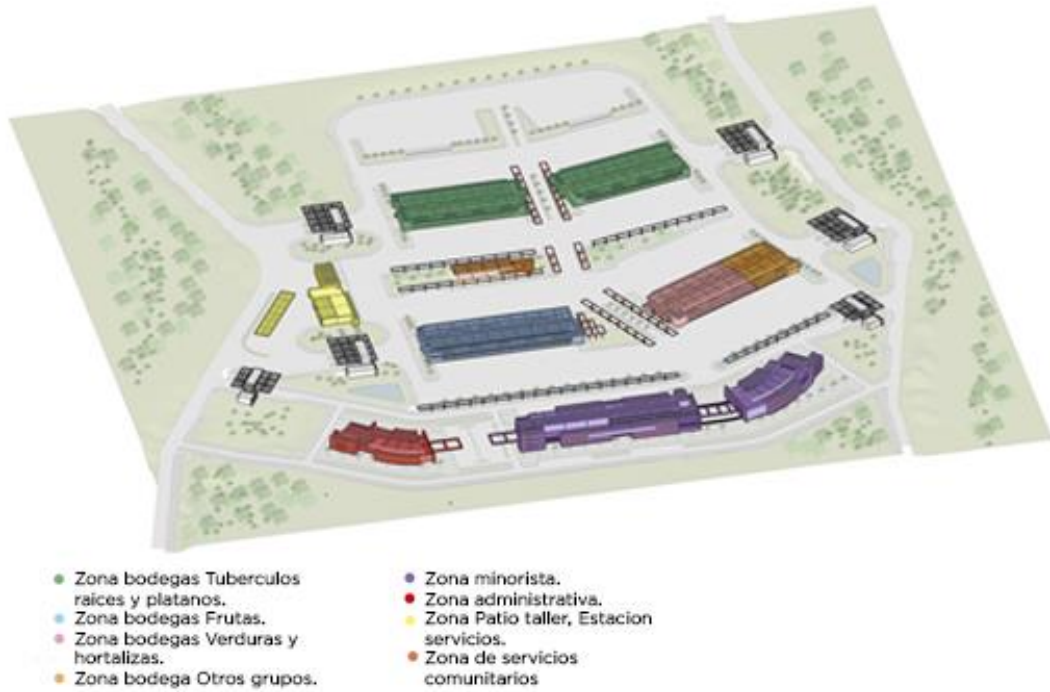 Zona bodegas Tuberculos
raices y platanos.
Zona bodegas Frutas.
Zona bodegas Verduras y
hortalizas.
Zona bodega Otros grupos.
Zona minorista.
Zona administrativa.
Zona Patio taller, Estacion
servicios.
Zona de servicios
comunitarios